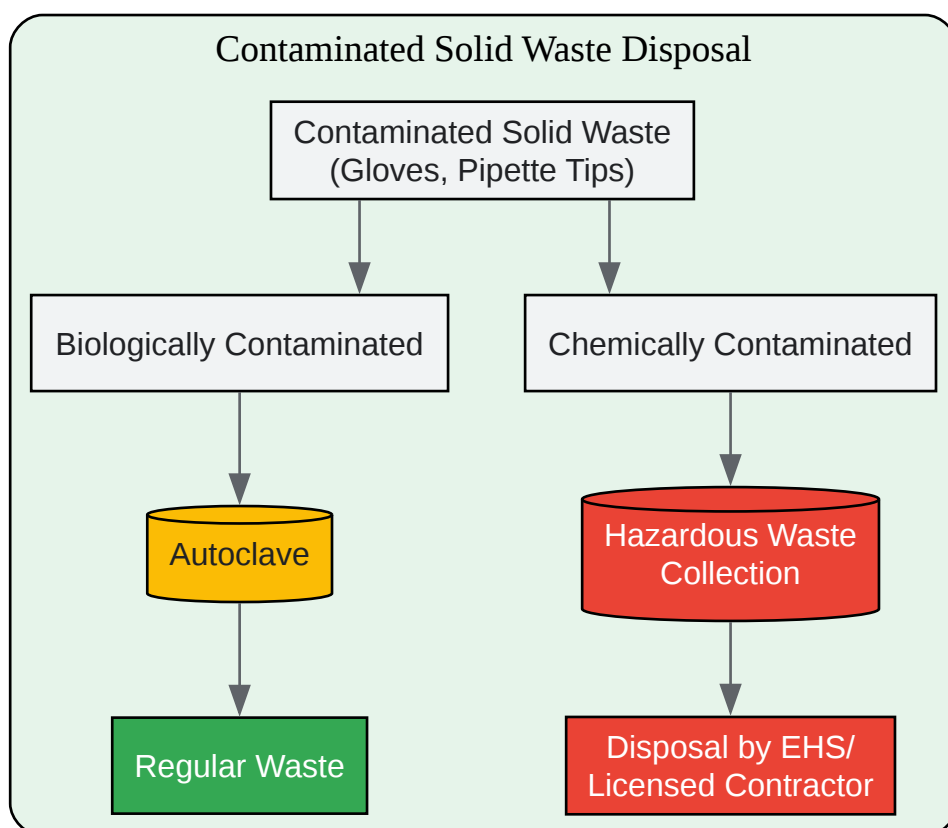 Contaminated Solid Waste Disposal
Contaminated Solid Waste
(Gloves, Pipette Tips)
Biologically Contaminated
Chemically Contaminated
Autoclave
Hazardous Waste
Collection
Regular Waste
Disposal by EHS/
Licensed Contractor